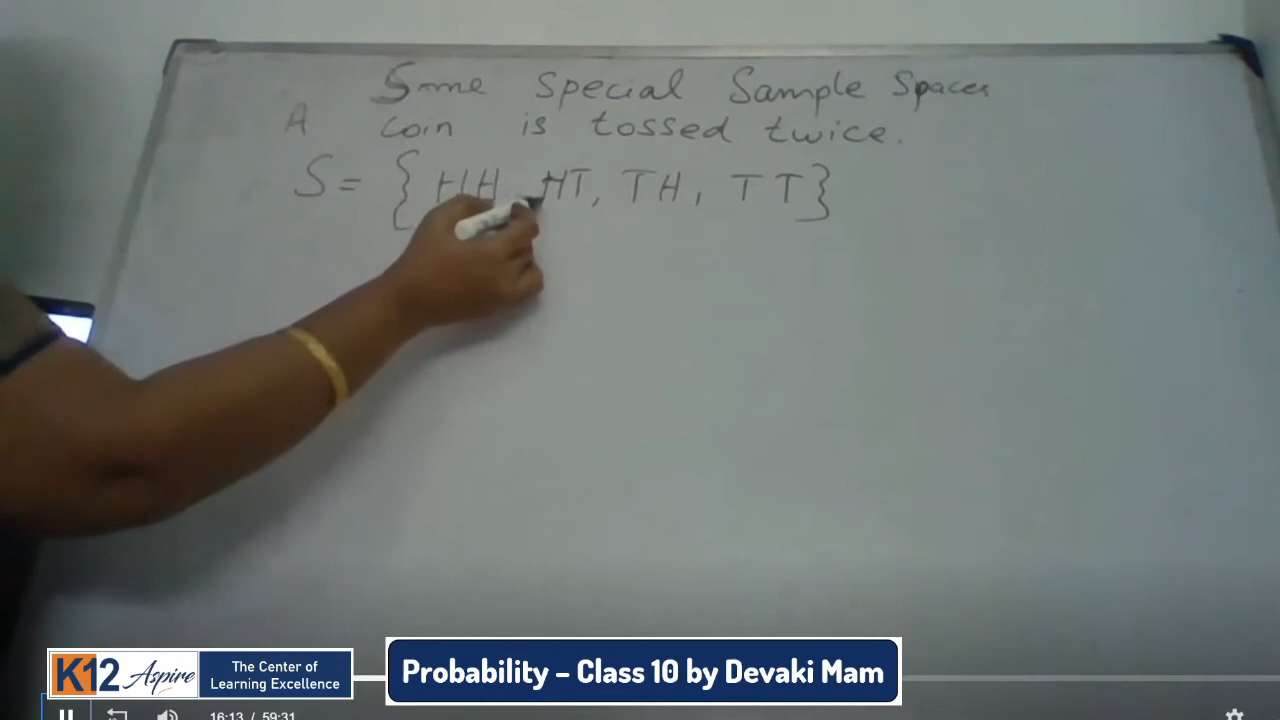 Some Special Sample Spaces
A coin is tossed twice.
S = { HH, HT, TH, TT }
K12 Aspire
The Center of
Learning Excellence
Probability – Class 10 by Devaki Mam
16:13 / 59:31